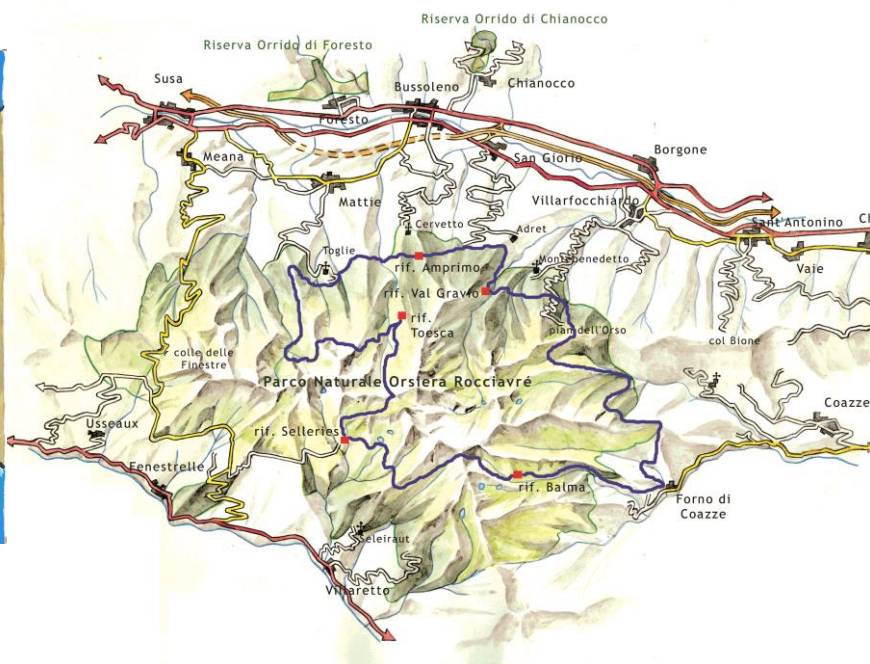 Riserva Orrido di Chianocco
Riserva Orrido di Foresto
Susa
Bussoleno
Chianocco
Foresto
Meana
San Giorio
Borgone
Mattie
Villarfocchiardo
Cervetto
Adret
Sant'Antonino
Ch
Toglie
rif. Amprimo
Montebenedetto
Vaie
rif. Val Gravio
rif.
Toesca
pian dell'Orso
col Bione
colle delle
Finestre
Parco Naturale Orsiera Rocciavré
Usseaux
rif. Selleries
Coazze
Fenestrelle
rif. Balma
Forno di
Coazze
Seleiraut
Villaretto